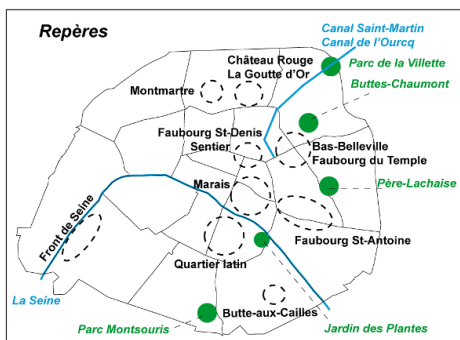 Repères
Canal Saint-Martin
Canal de l'Ourcq
Château Rouge
La Goutte d'Or
Parc de la Villette
Buttes-Chaumont
Montmartre
Faubourg St-Denis
Sentier
Bas-Belleville
Faubourg du Temple
Marais
Père-Lachaise
Front de Seine
Faubourg St-Antoine
Quartier latin
La Seine
Butte-aux-Cailles
Parc Montsouris
Jardin des Plantes